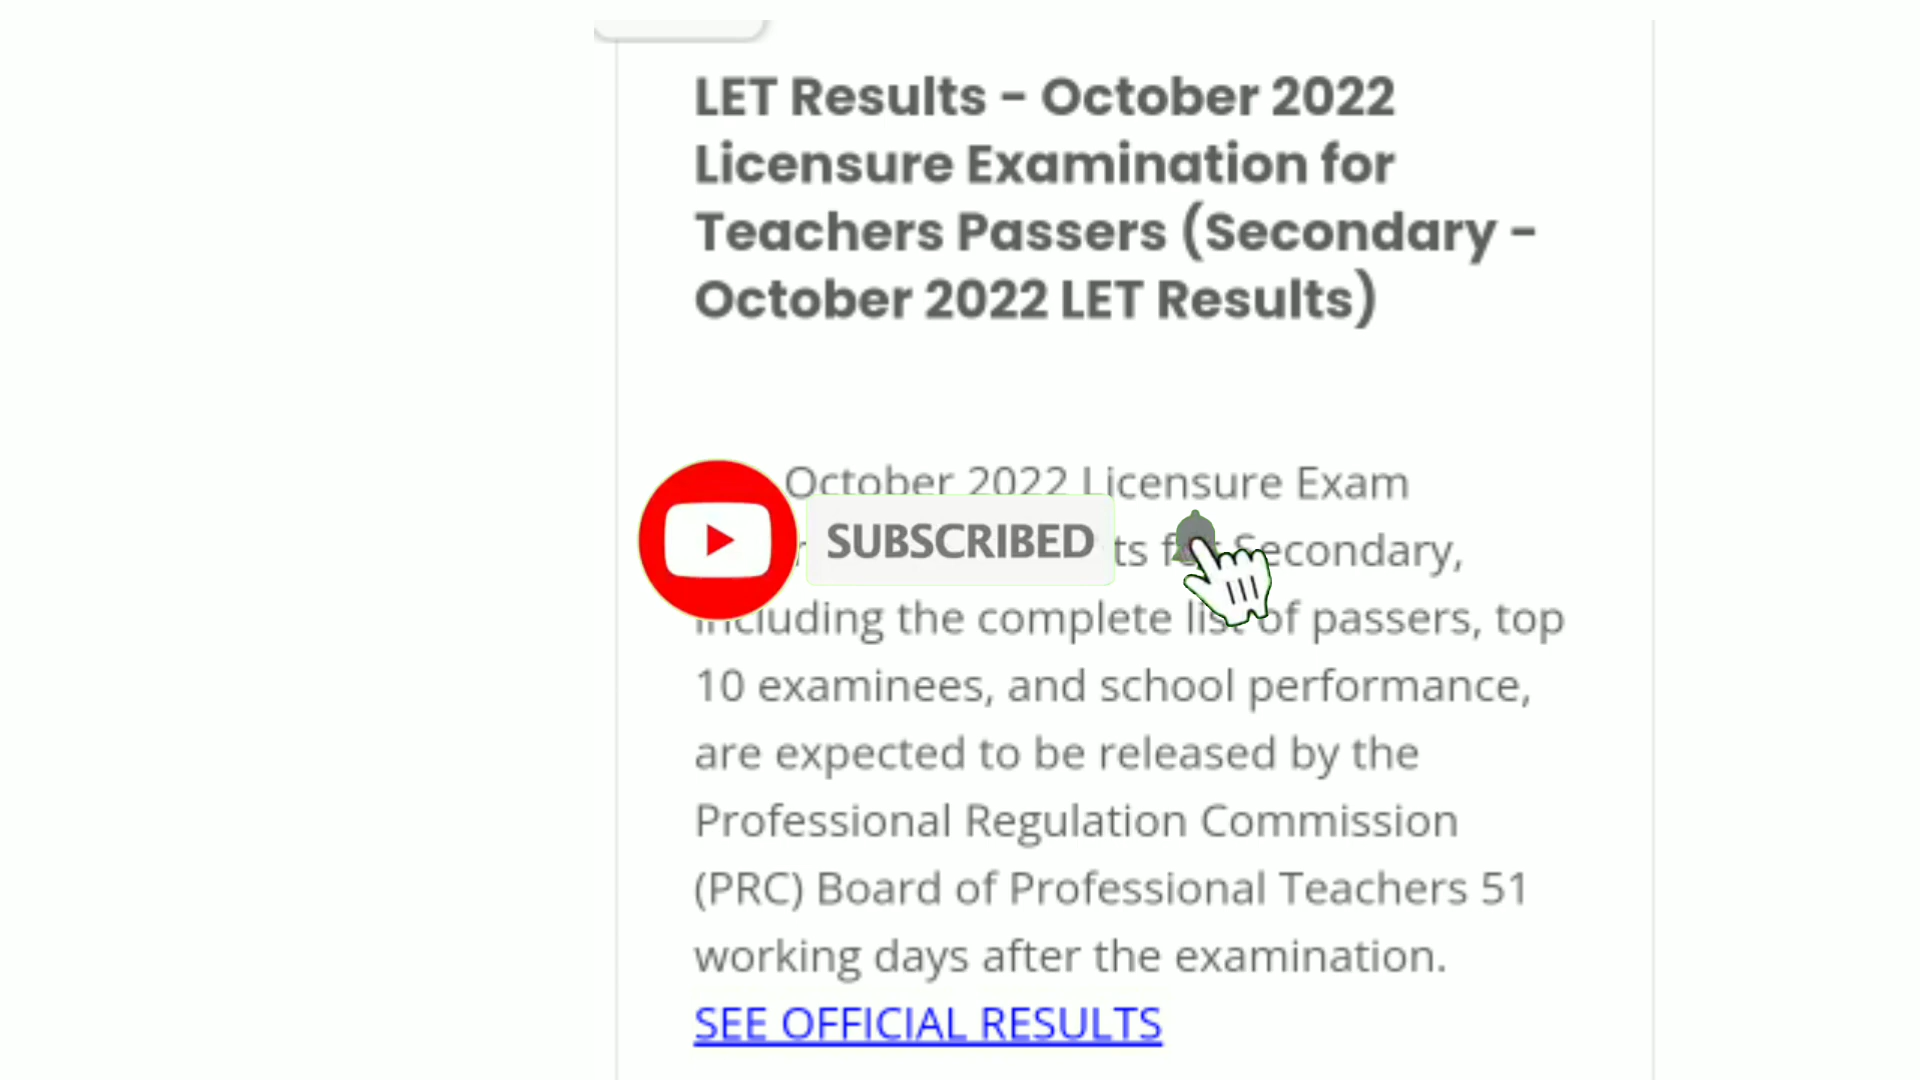 LET Results - October 2022
Licensure Examination for
Teachers Passers (Secondary -
October 2022 LET Results)
October 2022 Licensure Exam
SUBSCRIBED
Secondary,
including the complete list of passers, top
10 examinees, and school performance,
are expected to be released by the
Professional Regulation Commission
(PRC) Board of Professional Teachers 51
working days after the examination.
SEE OFFICIAL RESULTS